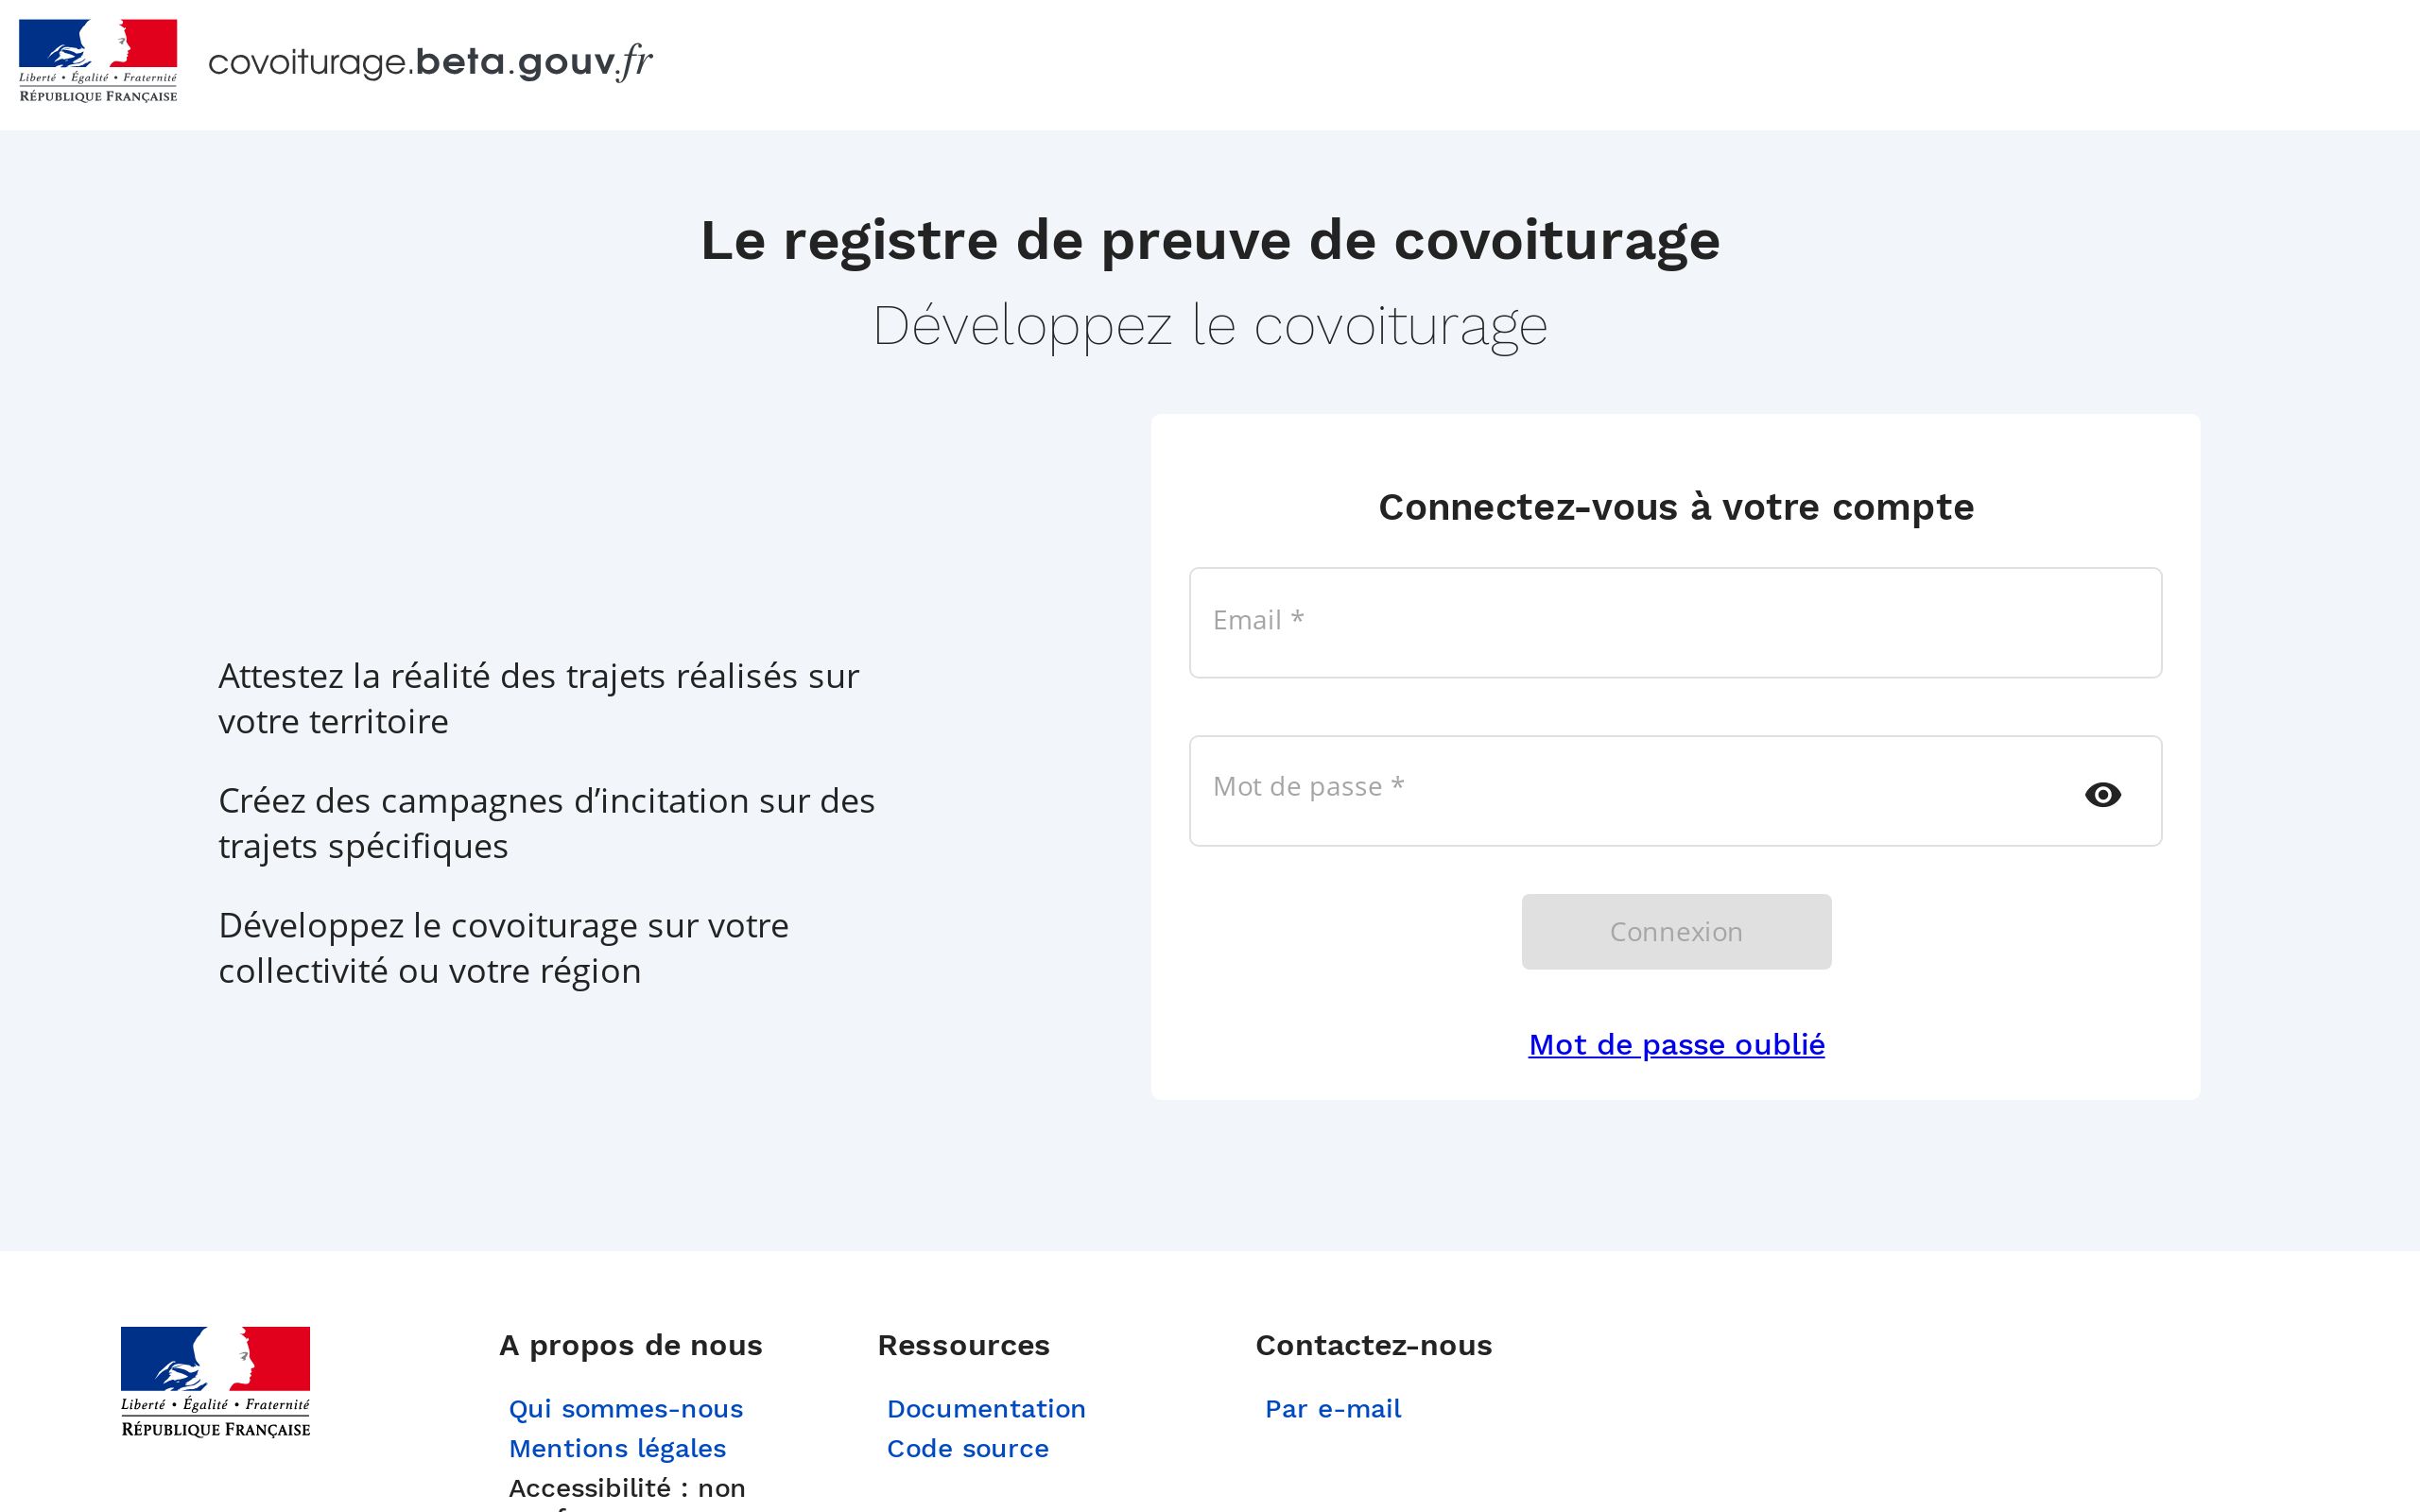 Liberté • Égalité • Fraternité
RÉPUBLIQUE FRANÇAISE
covoiturage.beta.gouv.fr
Le registre de preuve de covoiturage
Développez le covoiturage
Attestez la réalité des trajets réalisés sur
votre territoire
Créez des campagnes d’incitation sur des
trajets spécifiques
Développez le covoiturage sur votre
collectivité ou votre région
Connectez-vous à votre compte
Email *
Mot de passe *
Connexion
Mot de passe oublié
Liberté • Égalité • Fraternité
RÉPUBLIQUE FRANÇAISE
A propos de nous
Qui sommes-nous
Mentions légales
Accessibilité : non
Ressources
Documentation
Code source
Contactez-nous
Par e-mail